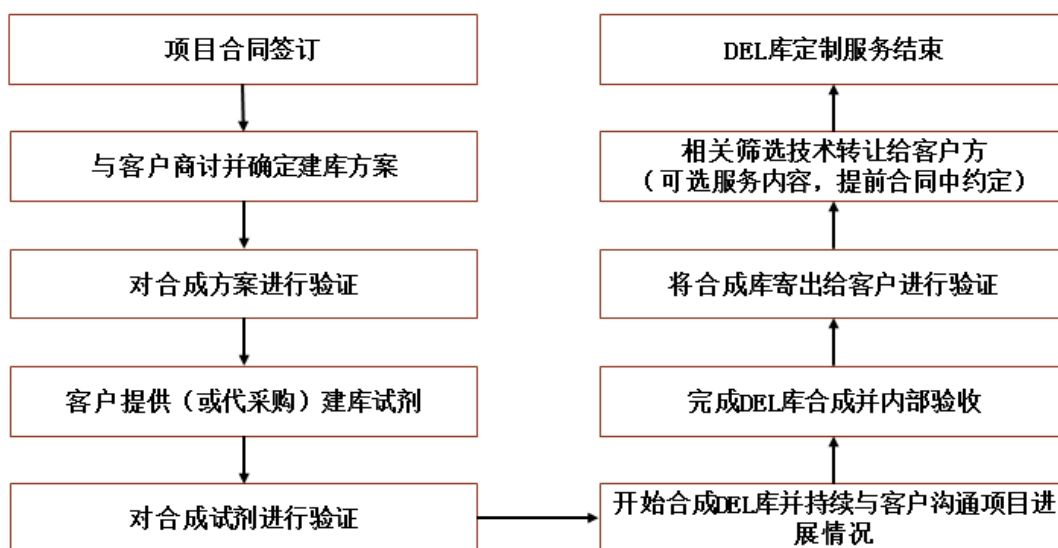 项目合同签订
与客户商讨并确定建库方案
对合成方案进行验证
客户提供（或代采购）建库试剂
对合成试剂进行验证
开始合成DEL库并持续与客户沟通项目进
展情况
完成DEL库合成并内部验收
将合成库寄出给客户进行验证
相关筛选技术转让给客户方
（可选服务内容，提前合同中约定）
DEL库定制服务结束